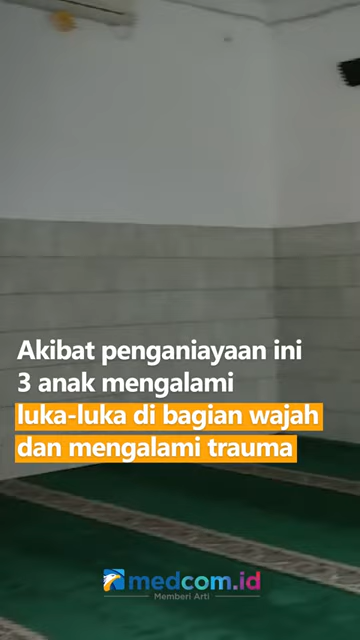 Akibat penganiayaan ini
3 anak mengalami
luka-luka di bagian wajah
dan mengalami trauma
medcom.id
Memberi Arti